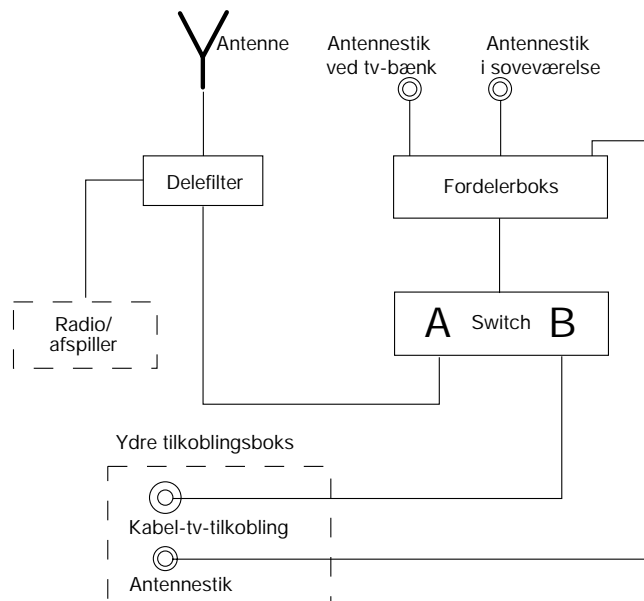 Antenne
Antennestik
ved tv-bænk
Antennestik
i soveværelse
Delefilter
Fordelerboks
Radio/
afspiller
A Switch B
Ydre tilkoblingsboks
Kabel-tv-tilkobling
Antennestik